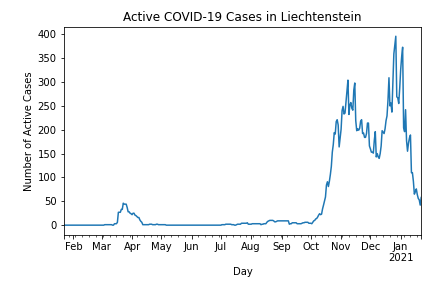 Active COVID-19 Cases in Liechtenstein
Number of Active Cases
400
350
300
250
200
150
100
50
0
Feb Mar Apr May Jun Jul Aug Sep Oct Nov Dec Jan
2021
Day